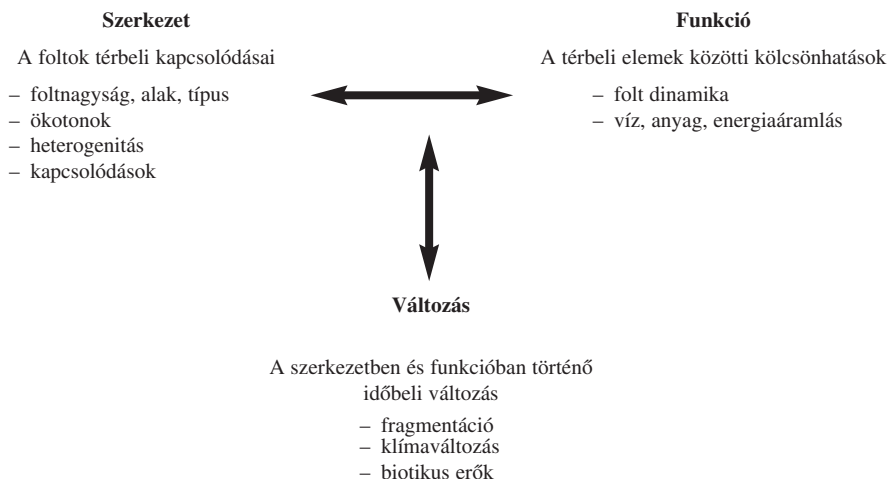 Szerkezet
A foltok térbeli kapcsolódásai
– foltnagyság, alak, típus
– ökotonok
– heterogenitás
– kapcsolódások
Funkció
A térbeli elemek közötti kölcsönhatások
– folt dinamika
– víz, anyag, energiaáramlás
Változás
A szerkezetben és funkcióban történő
időbeli változás
– fragmentáció
– klímaváltozás
– biotikus erők